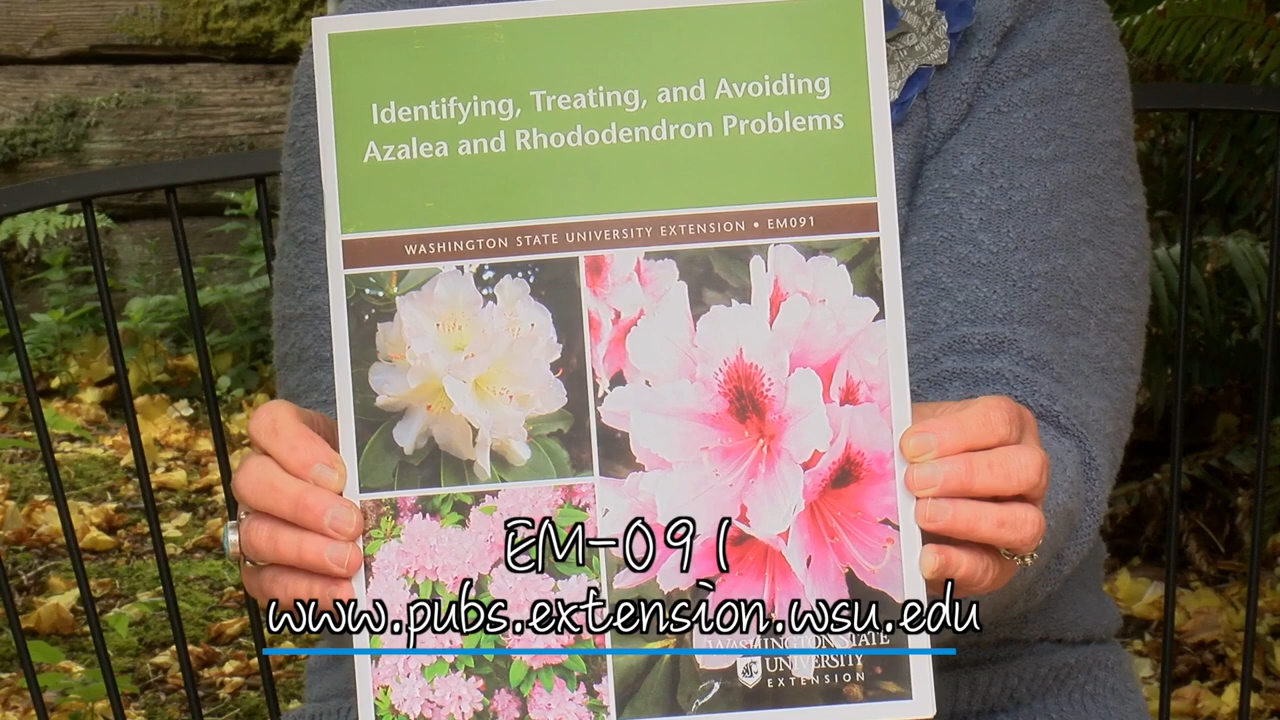 Identifying, Treating, and Avoiding
Azalea and Rhododendron Problems
WASHINGTON STATE UNIVERSITY EXTENSION • EM091
EM-091
www.pubs.extension.wsu.edu
WASHINGTON STATE
UNIVERSITY
EXTENSION